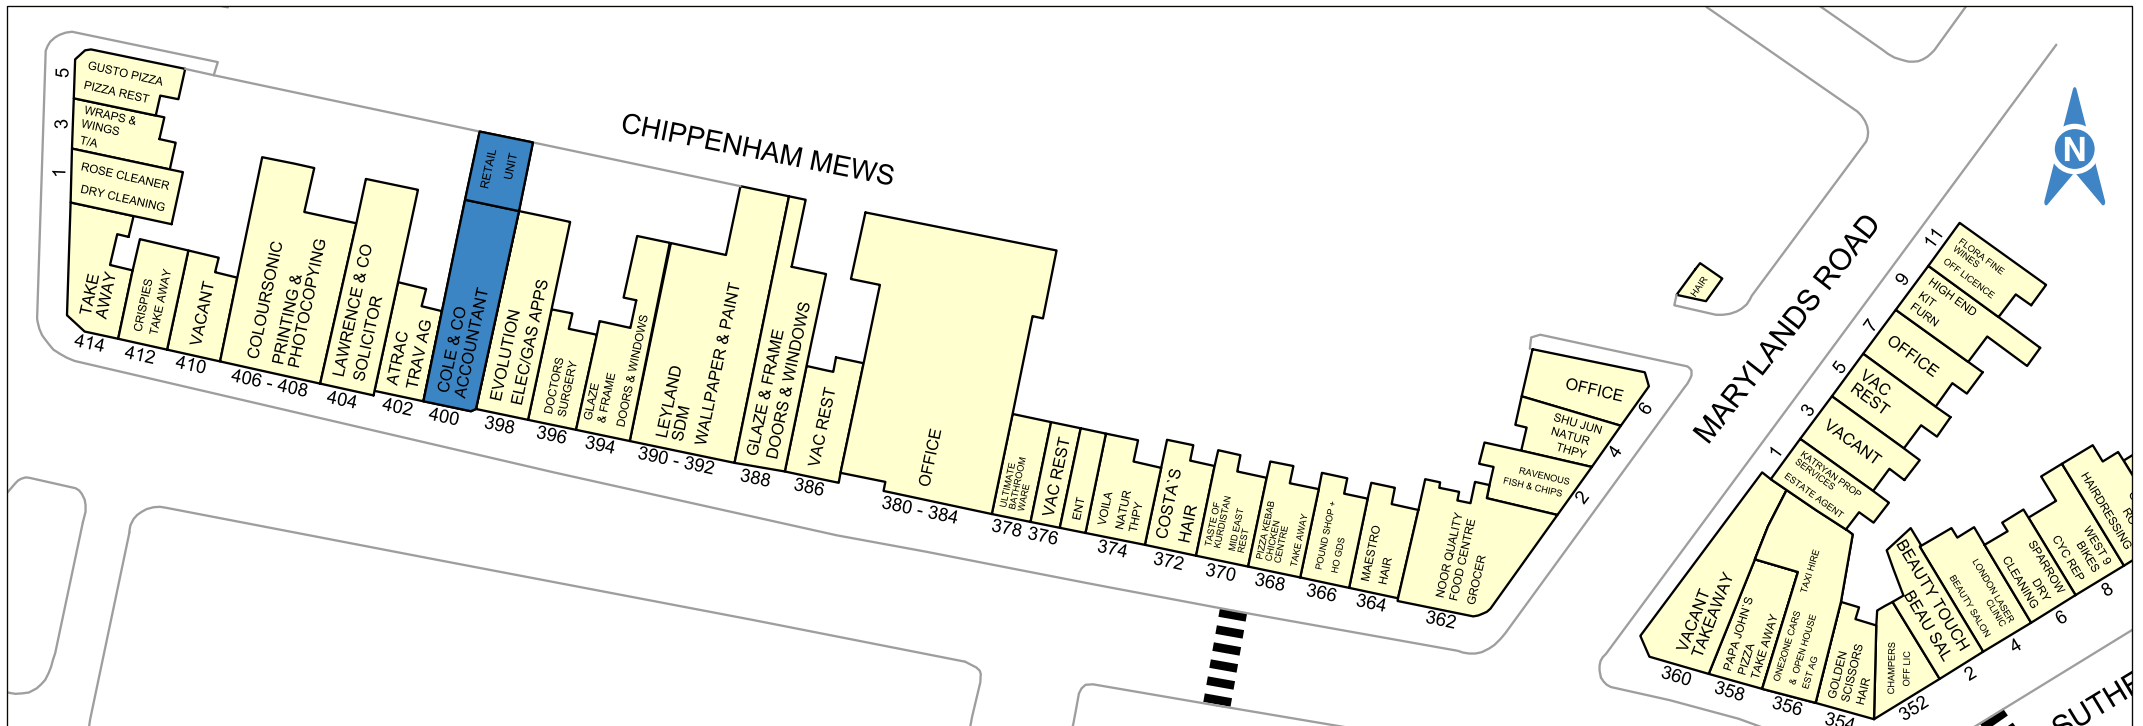 CHIPPENHAM MEWS
MARYLANDS ROAD
N
5
GUSTO PIZZA
PIZZA REST
3
WRAPS &
WINGS
T/A
1
ROSE CLEANER
DRY CLEANING
TAKE
AWAY
414
CRISPIES
TAKE AWAY
412
VACANT
410
COLOURSONIC
PRINTING &
PHOTOCOPYING
406 - 408
LAWRENCE & CO
SOLICITOR
404
ATRAC
TRAV AG
402
RETAIL
UNIT
COLE & CO
ACCOUNTANT
400
EVOLUTION
ELEC/GAS APPS
398
DOCTORS
SURGERY
396
GLAZE
& FRAME
DOORS & WINDOWS
394
LEYLAND
SDM
WALLPAPER & PAINT
390 - 392
GLAZE & FRAME
DOORS & WINDOWS
388
VAC REST
386
OFFICE
380 - 384
ULTIMATE
BATHROOM
WARE
378
VAC REST
376
ENT
VOILA
NATUR
THPY
374
COSTA`S
HAIR
372
TASTE OF
KURDISTAN
MID EAST
REST
370
PIZZA KEBAB
CHICKEN
CENTRE
TAKE AWAY
368
POUND SHOP +
HO GDS
366
MAESTRO
HAIR
364
NOOR QUALITY
FOOD CENTRE
GROCER
362
OFFICE
6
SHU JUN
NATUR
THPY
4
RAVENOUS
FISH & CHIPS
2
HAIR
11
FLORA FINE
WINES
OFF LICENCE
9
HIGH END
KIT
FURN
7
OFFICE
5
VAC
REST
3
VACANT
1
KATRYAN PROP
SERVICES
ESTATE AGENT
VACANT
TAKEAWAY
360
PAPA JOHN`S
PIZZA
TAKE AWAY
358
TAXI HIRE
ONE2ONE CARS
& OPEN HOUSE
EST AG
356
GOLDEN
SCISSORS
HAIR
354
CHAMPERS
OFF LIC
352
BEAUTY TOUCH
BEAU SAL
2
LONDON LASER
CLINIC
BEAUTY SALON
4
SPARROW
DRY
CLEANING
6
WEST 9
BIKES
CYC REP
8
HAIRDRESSING
SUTHE